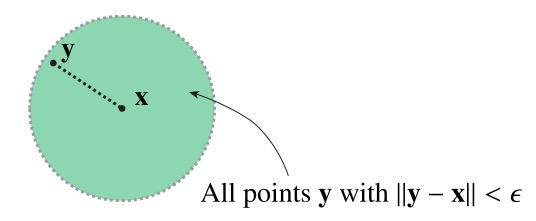 y
x
All points y with ||y − x|| < ϵ